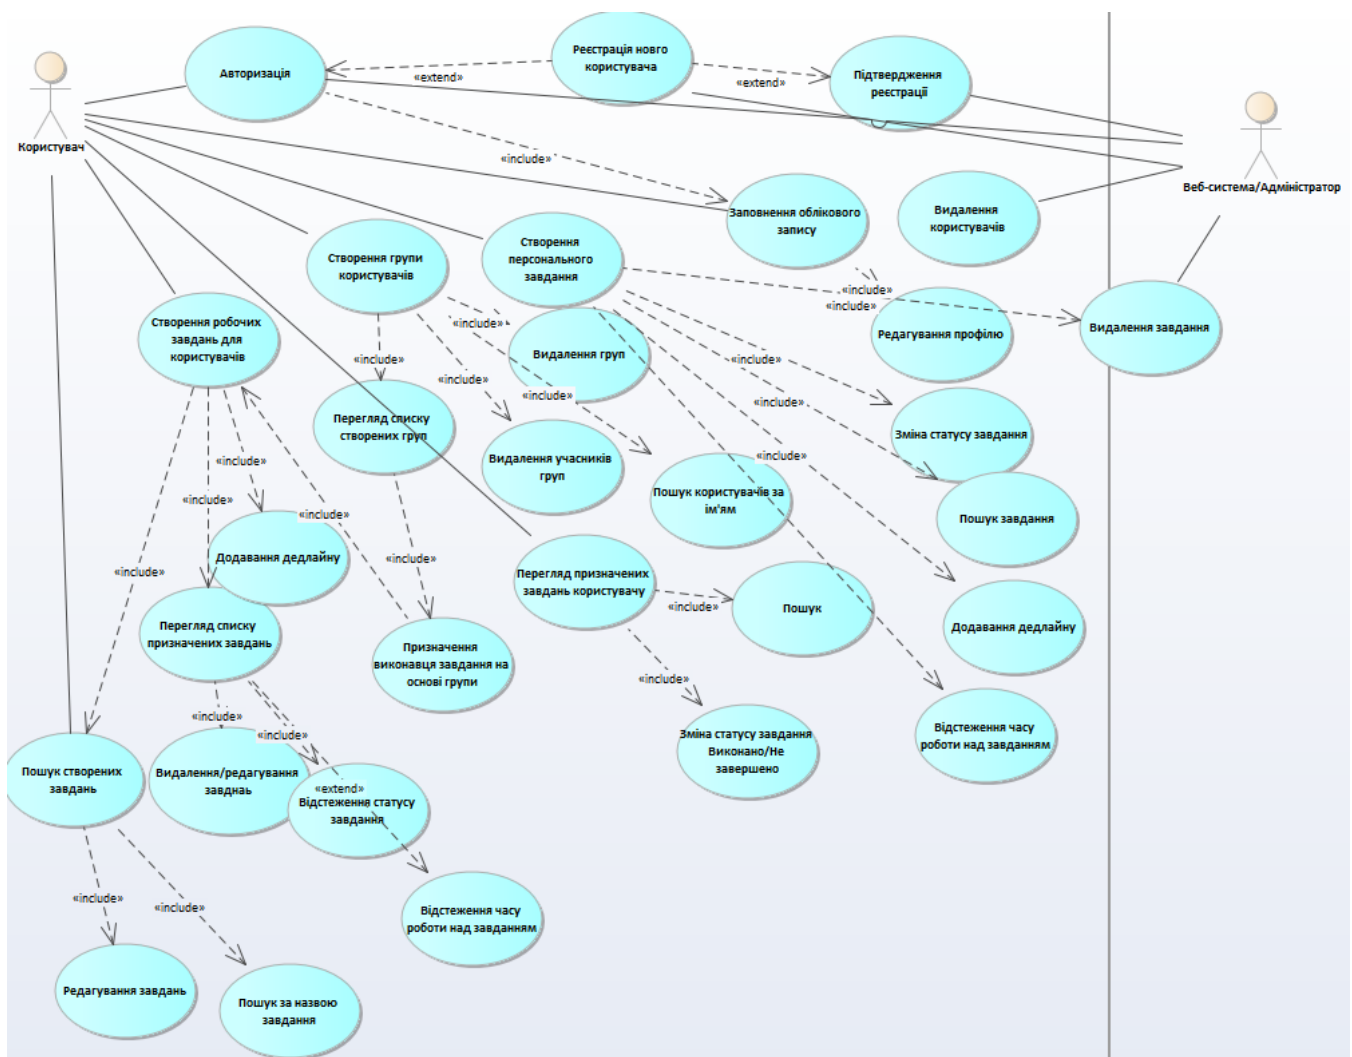 Реєстрація новго
користувача
Авторизація
Підтвердження
реєстрації
«extend»
«extend»
Користувач
«include»
Веб-система/Адміністратор
Заповнення облікового
запису
Видалення
користувачів
Створення групи
користувачів
Створення
персонального
завдання
«include»
«include»
Створення робочих
завдань для
користувачів
«include»
Видалення груп
Редагування профілю
Видалення завдання
«include»
«include»
«include»
«include»
«include»
Перегляд списку
створених груп
Зміна статусу завдання
«include»
«include»
Видалення учасників
груп
Пошук користувачів за
ім'ям
«include»
«include»
Пошук завдання
«include»
Додавання дедлайну
«include»
«include»
Перегляд призначених
завдань користувачу
«include»
Пошук
Додавання дедлайну
Перегляд списку
призначених завдань
Призначення
виконавця завдання на
основі групи
«include»
«include»
«include»
Зміна статусу завдання
Виконано/Не
завершено
Відстеження часу
роботи над завданням
Пошук створених
завдань
Видалення/редагування
завднаь
«extend»
Відстеження статусу
завдання
«include»
«include»
Відстеження часу
роботи над завданням
Редагування завдань
Пошук за назвою
завдання